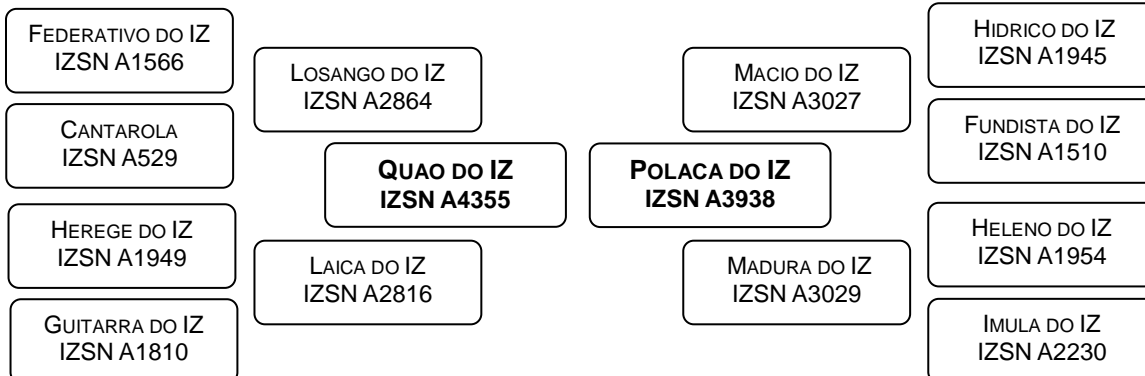 FEDERATIVO DO IZ
IZSN A1566
CANTAROLA
IZSN A529
HEREGE DO IZ
IZSN A1949
GUITARRA DO IZ
IZSN A1810
LOSANGO DO IZ
IZSN A2864
LAICA DO IZ
IZSN A2816
QUAO DO IZ
IZSN A4355
POLACA DO IZ
IZSN A3938
MACIO DO IZ
IZSN A3027
MADURA DO IZ
IZSN A3029
HIDRICO DO IZ
IZSN A1945
FUNDISTA DO IZ
IZSN A1510
HELENO DO IZ
IZSN A1954
IMULA DO IZ
IZSN A2230